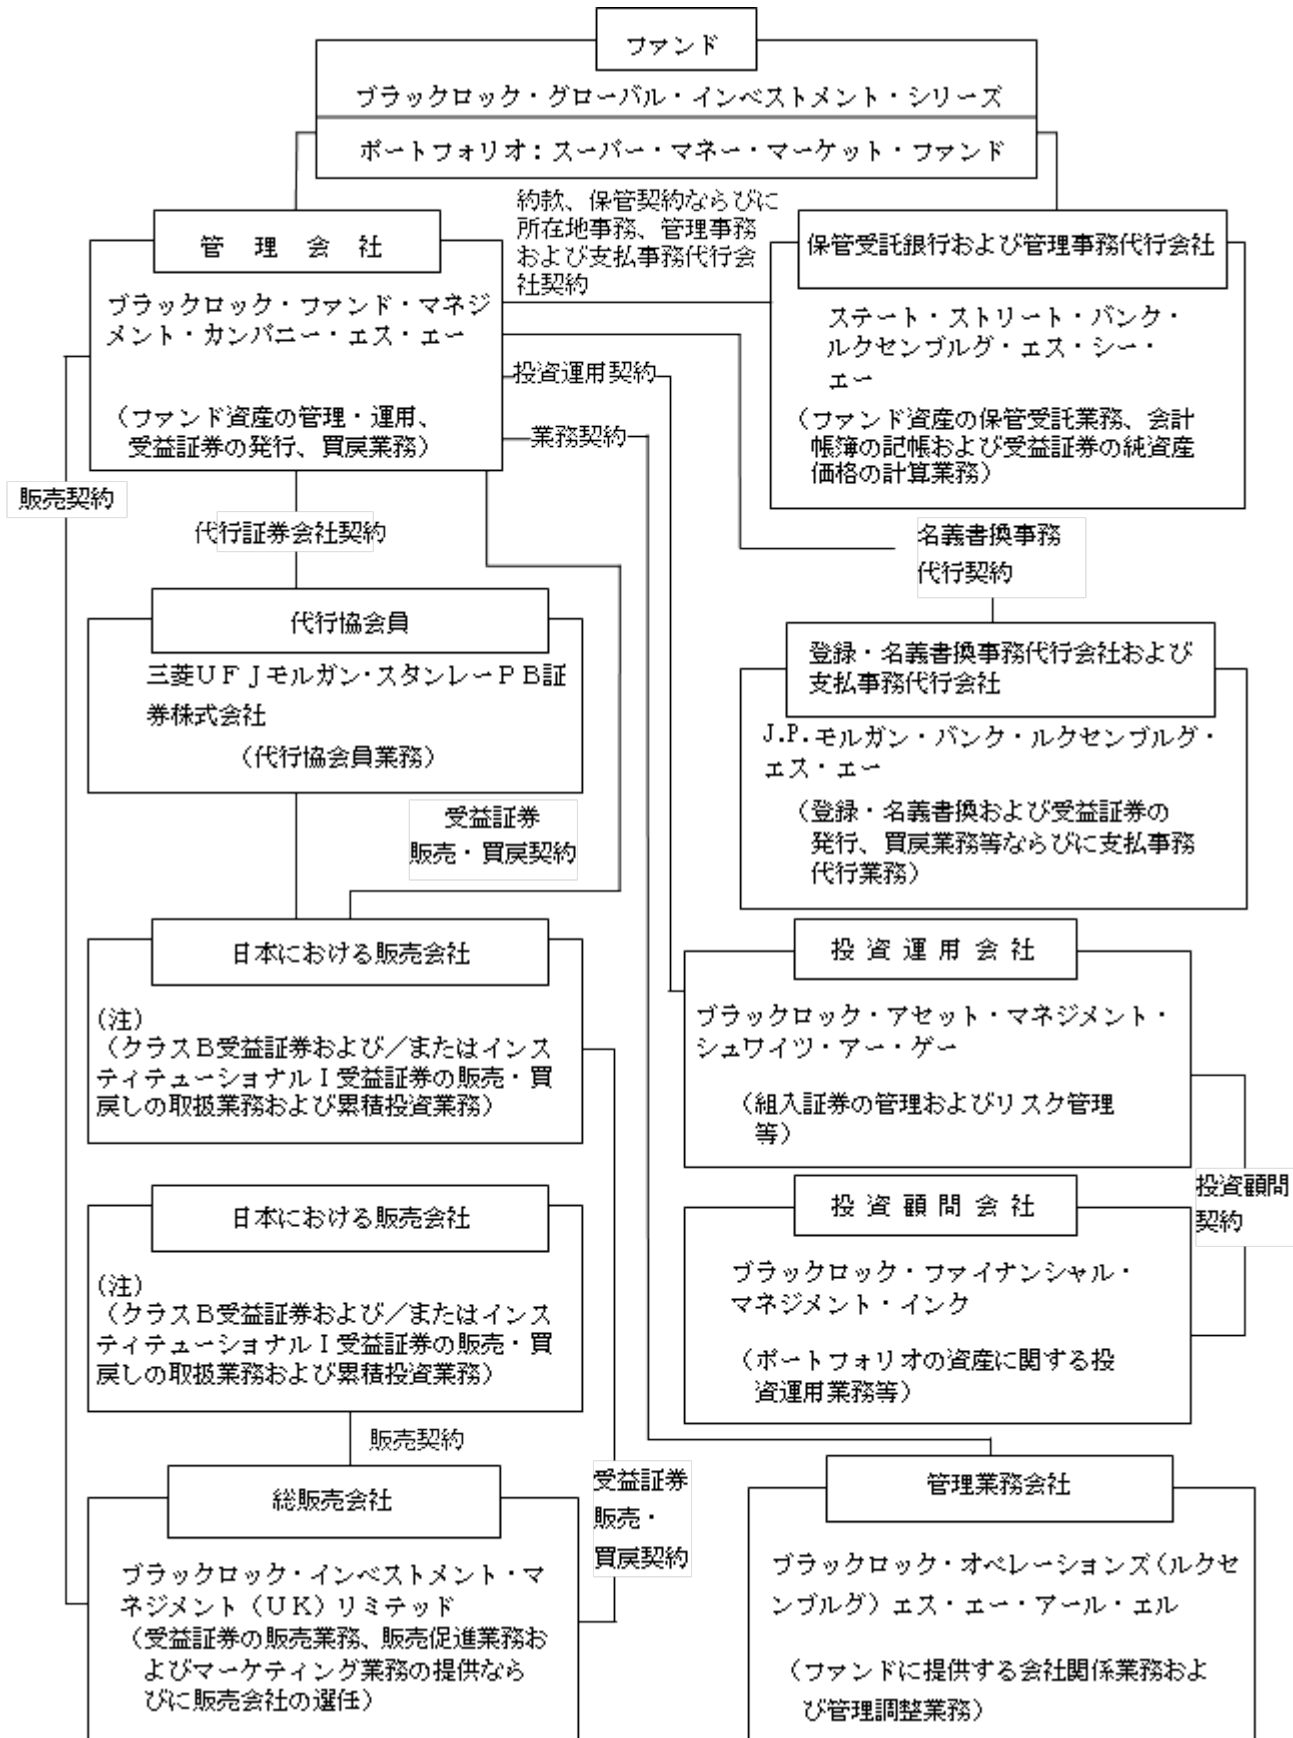 ファンド
ブラックロック・グローバル・インベストメント・シリーズ
ポートフォリオ：スーパー・マネー・マーケット・ファンド
約款、保管契約ならびに
所在地事務、管理事務
および支払事務代行会
社契約
管理会社
ブラックロック・ファンド・マネジ
メント・カンパニー・エス・エー
（ファンド資産の管理・運用、
受益証券の発行、買戻業務）
保管受託銀行および管理事務代行会社
ステート・ストリート・バンク・
ルクセンブルグ・エス・シー・
エー
（ファンド資産の保管受託業務、会計
帳簿の記帳および受益証券の純資産
価格の計算業務）
投資運用契約
業務契約
販売契約
代行証券会社契約
名義書換事務
代行契約
代行協会員
三菱ＵＦＪモルガン・スタンレーＰＢ証
券株式会社
（代行協会員業務）
登録・名義書換事務代行会社および
支払事務代行会社
J.P.モルガン・バンク・ルクセンブルグ・
エス・エー
（登録・名義書換および受益証券の
発行、買戻業務等ならびに支払事務
代行業務）
受益証券
販売・買戻契約
日本における販売会社
(注)
（クラスＢ受益証券および／またはインス
ティテューショナルＩ受益証券の販売・買
戻しの取扱業務および累積投資業務）
投資運用会社
ブラックロック・アセット・マネジメント・
シュワイツ・アー・ゲー
（組入証券の管理およびリスク管理
等）
投資顧問
契約
日本における販売会社
(注)
（クラスＢ受益証券および／またはインス
ティテューショナルＩ受益証券の販売・買
戻しの取扱業務および累積投資業務）
投資顧問会社
ブラックロック・ファイナンシャル・
マネジメント・インク
（ポートフォリオの資産に関する投
資運用業務等）
販売契約
受益証券
販売・
買戻契約
総販売会社
ブラックロック・インベストメント・マ
ネジメント（ＵＫ）リミテッド
（受益証券の販売業務、販売促進業務お
よびマーケティング業務の提供なら
びに販売会社の選任）
管理業務会社
ブラックロック・オペレーションズ（ルクセ
ンブルグ）エス・エー・アール・エル
（ファンドに提供する会社関係業務およ
び管理調整業務）